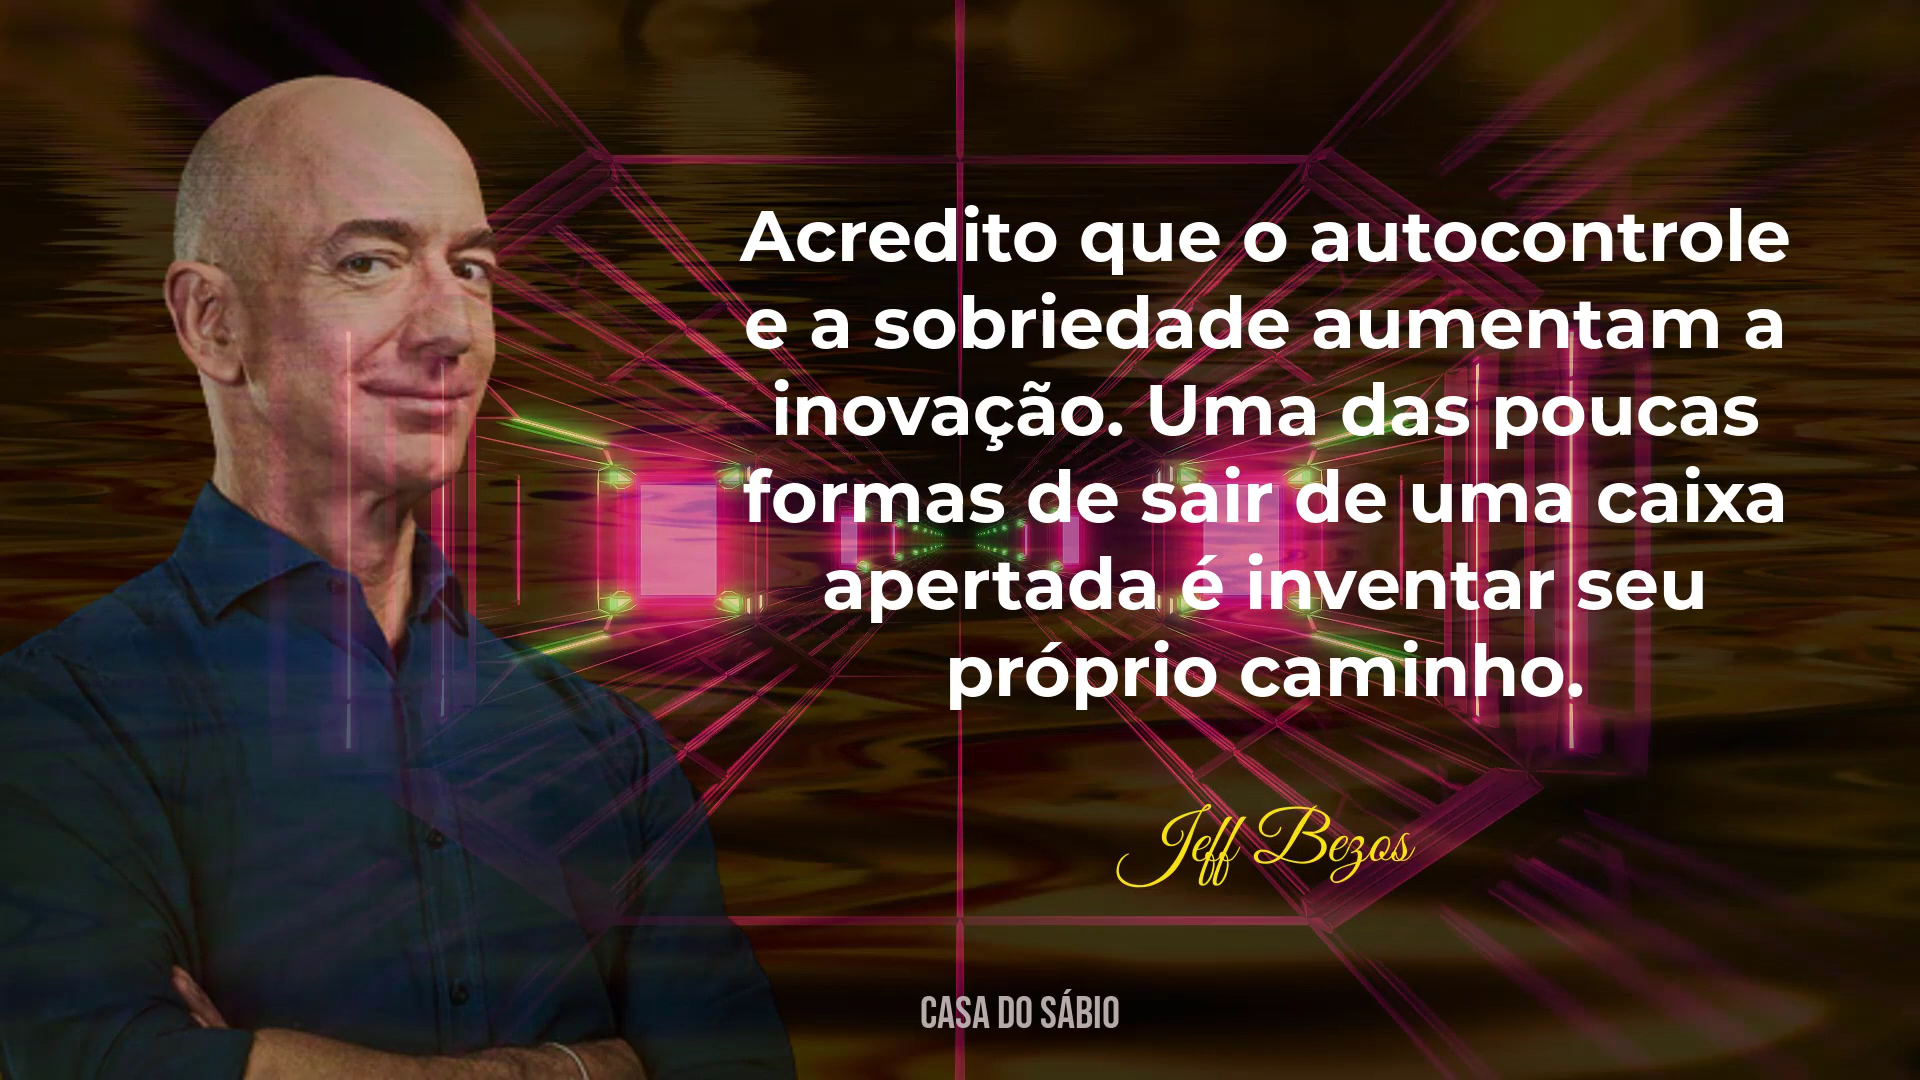 Acredito que o autocontrole
e a sobriedade aumentam a
inovação. Uma das poucas
formas de sair de uma caixa
apertada é inventar seu
próprio caminho.
Jeff Bezos
CASA DO SÁBIO